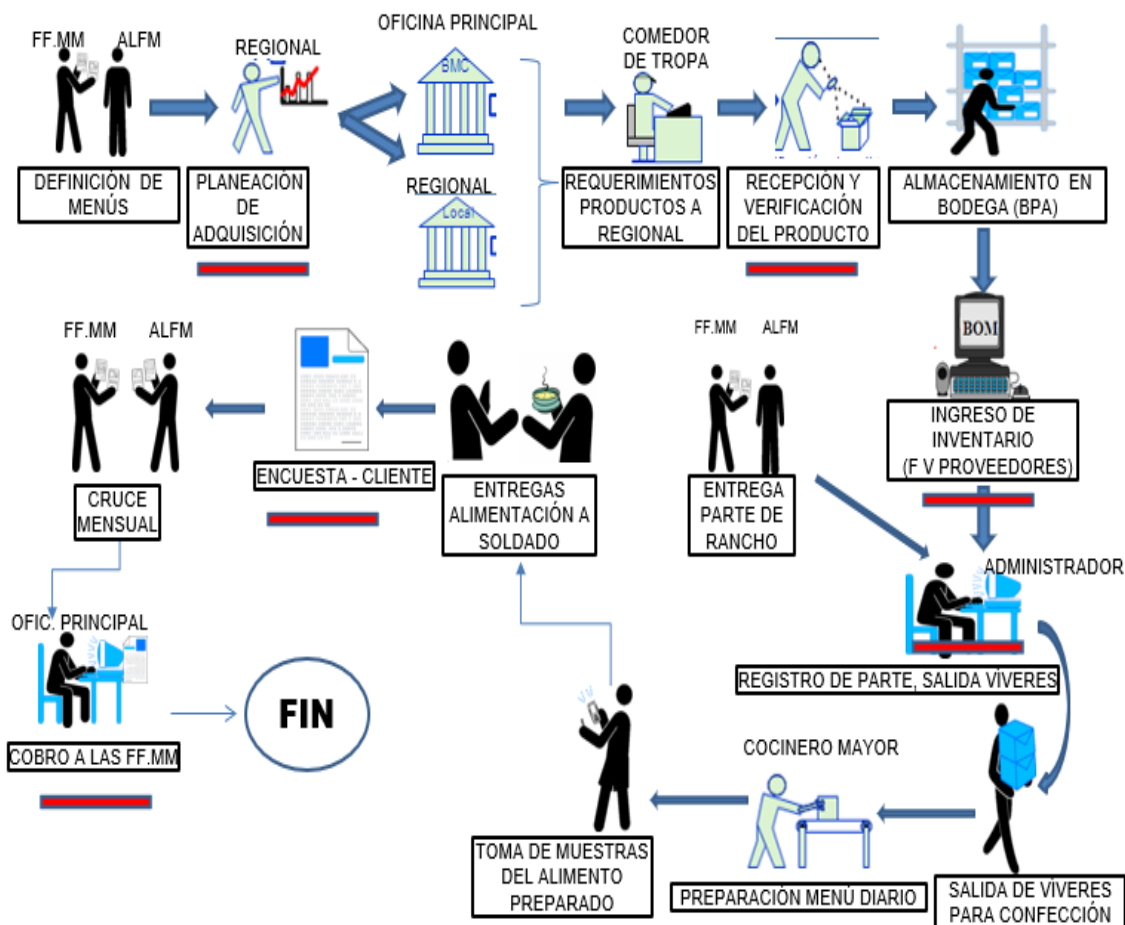 FF.MM
ALFM
DEFINICIÓN DE
MENÚS
REGIONAL
PLANEACIÓN
DE
ADQUISICIÓN
OFICINA PRINCIPAL
BMC
REGIONAL
Local
COMEDOR
DE TROPA
REQUERIMIENTOS
PRODUCTOS A
REGIONAL
RECEPCIÓN Y
VERIFICACIÓN
DEL PRODUCTO
ALMACENAMIENTO EN
BODEGA (BPA)
BOM
INGRESO DE
INVENTARIO
(F V PROVEEDORES)
FF.MM
ALFM
ENTREGA
PARTE DE
RANCHO
ADMINISTRADOR
REGISTRO DE PARTE, SALIDA VÍVERES
SALIDA DE VÍVERES
PARA CONFECCIÓN
COCINERO MAYOR
PREPARACIÓN MENÚ DIARIO
TOMA DE MUESTRAS
DEL ALIMENTO
PREPARADO
ENTREGAS
ALIMENTACIÓN A
SOLDADO
ENCUESTA - CLIENTE
FF.MM
ALFM
CRUCE
MENSUAL
OFIC. PRINCIPAL
COBRO A LAS FF.MM
FIN